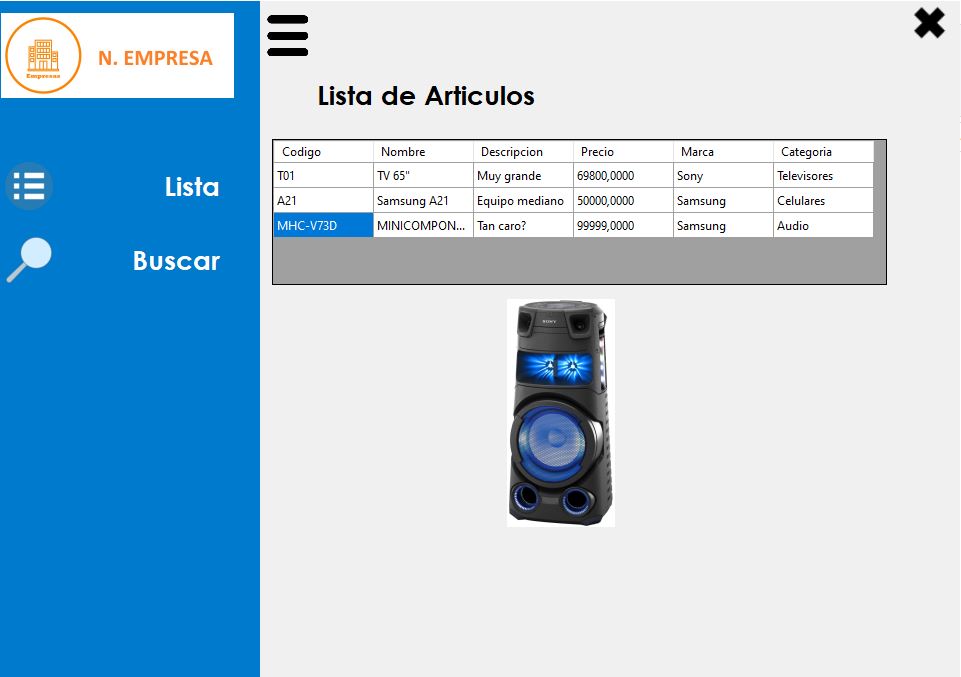 Empresas
N. EMPRESA
Lista
Buscar
Lista de Articulos
Codigo Nombre Descripcion Precio Marca Categoria
T01 TV 65" Muy grande 69800,0000 Sony Televisores
A21 Samsung A21 Equipo mediano 50000,0000 Samsung Celulares
MHC-V73D MINICOMPON... Tan caro? 99999,0000 Samsung Audio
SONY